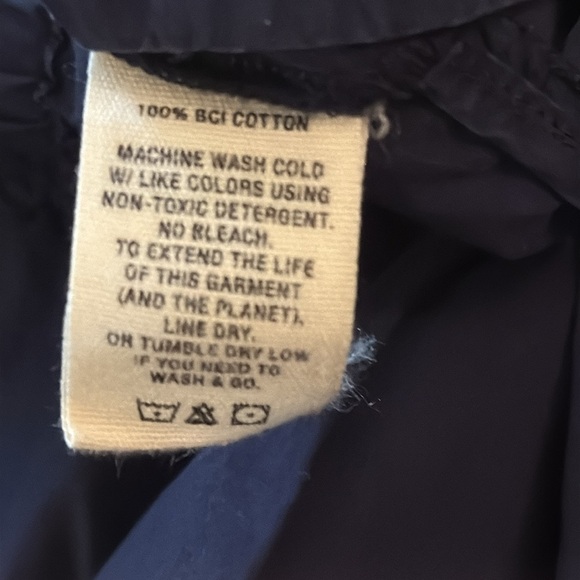 100% BCI COTTON
MACHINE WASH COLD
W/ LIKE COLORS USING
NON-TOXIC DETERGENT.
NO BLEACH.
TO EXTEND THE LIFE
OF THIS GARMENT
(AND THE PLANET),
LINE DRY.
OR TUMBLE DRY LOW
IF YOU NEED TO
WASH & GO.